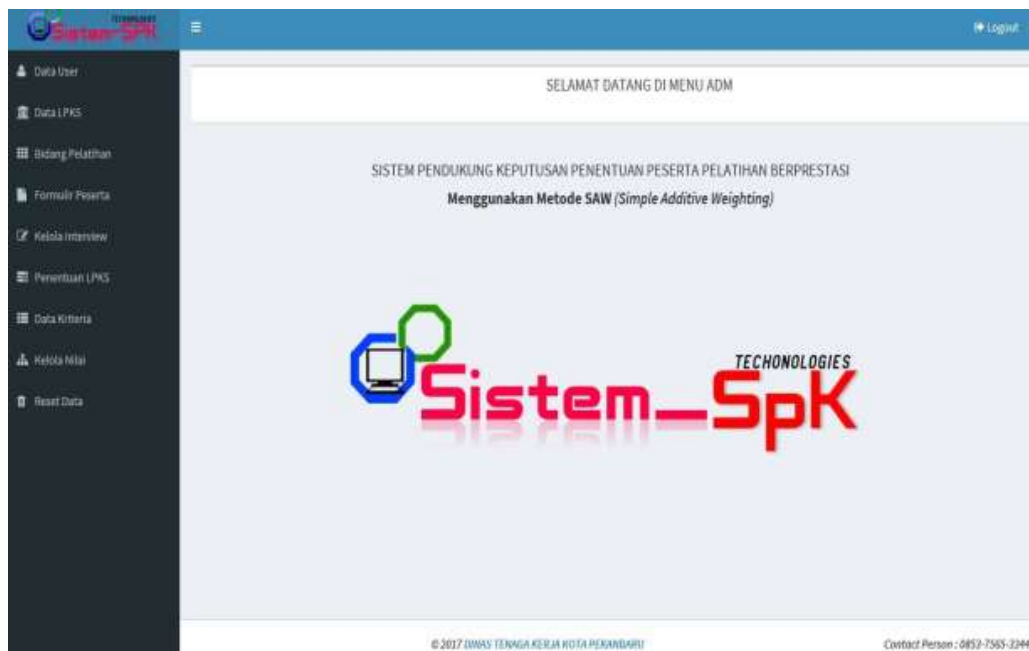 TECHONOLOGIES
Sistem-SPK
Logout
Data User
Data LPKS
Bidang Pelatihan
Formulir Peserta
Kelola Interview
Penentuan LPKS
Data Kriteria
Kelola Nilai
Reset Data
SELAMAT DATANG DI MENU ADM
SISTEM PENDUKUNG KEPUTUSAN PENENTUAN PESERTA PELATIHAN BERPRESTASI
Menggunakan Metode SAW (Simple Additive Weighting)
TECHONOLOGIES
Sistem_SpK
© 2017 DINAS TENAGA KERJA KOTA PEKANBARU
Contact Person : 0853-7565-3344